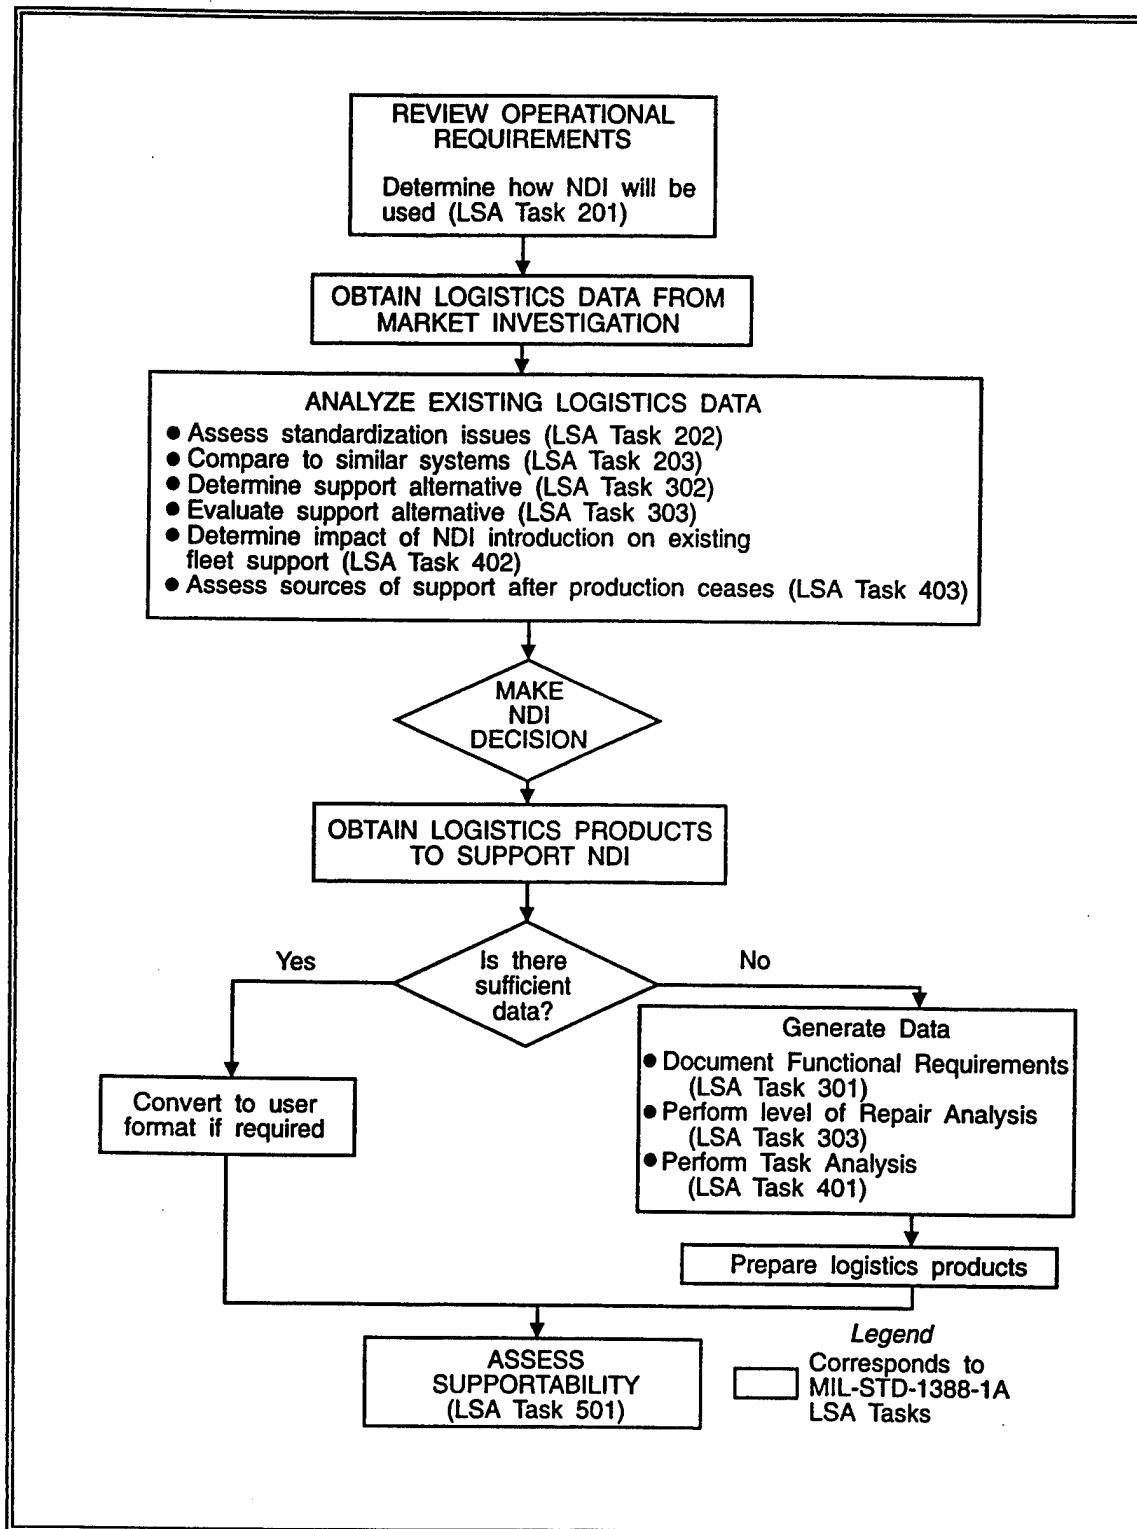 REVIEW OPERATIONAL
REQUIREMENTS
Determine how NDI will be
used (LSA Task 201)
OBTAIN LOGISTICS DATA FROM
MARKET INVESTIGATION
ANALYZE EXISTING LOGISTICS DATA
● Assess standardization issues (LSA Task 202)
● Compare to similar systems (LSA Task 203)
● Determine support alternative (LSA Task 302)
● Evaluate support alternative (LSA Task 303)
● Determine impact of NDI introduction on existing
fleet support (LSA Task 402)
● Assess sources of support after production ceases (LSA Task 403)
MAKE
NDI
DECISION
OBTAIN LOGISTICS PRODUCTS
TO SUPPORT NDI
Is there
sufficient
data?
Yes
No
Convert to user
format if required
Generate Data
● Document Functional Requirements
(LSA Task 301)
● Perform level of Repair Analysis
(LSA Task 303)
● Perform Task Analysis
(LSA Task 401)
Prepare logistics products
ASSESS
SUPPORTABILITY
(LSA Task 501)
Legend
Corresponds to
MIL-STD-1388-1A
LSA Tasks